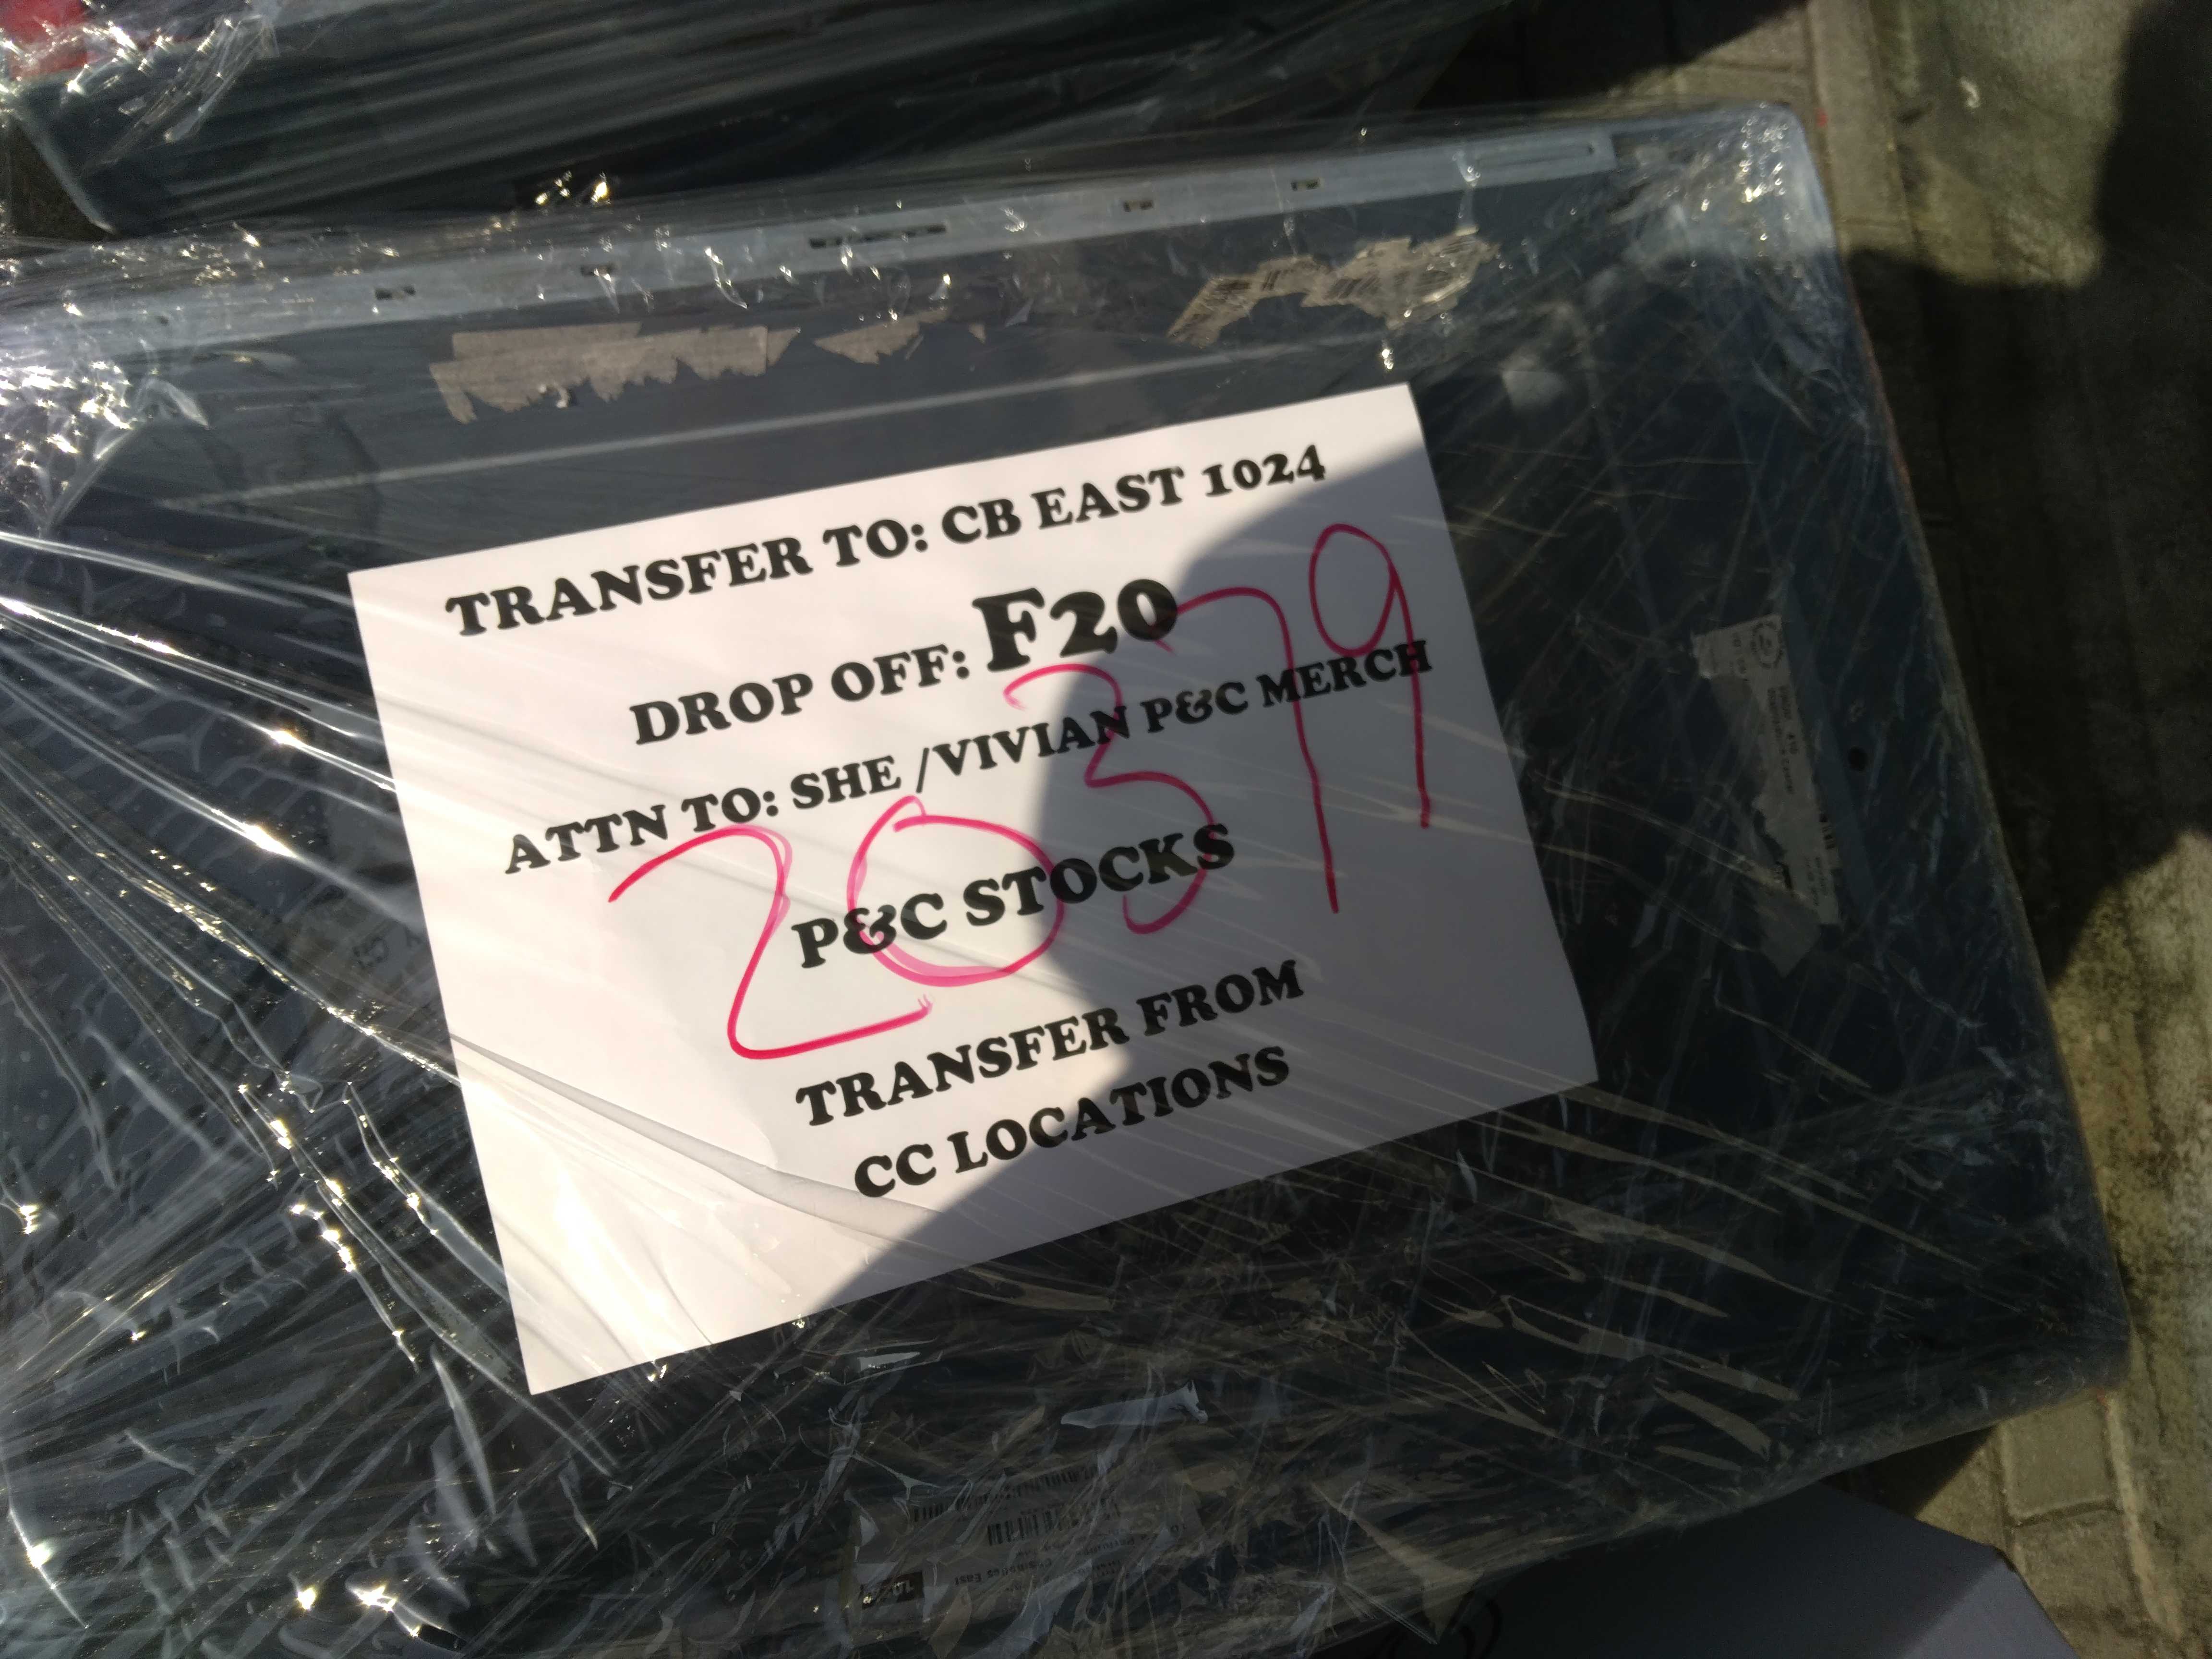 TRANSFER TO: CB EAST 1024
DROP OFF: F20
ATTN TO: SHE /VIVIAN P&C MERCH
20379
P&C STOCKS
TRANSFER FROM
CC LOCATIONS